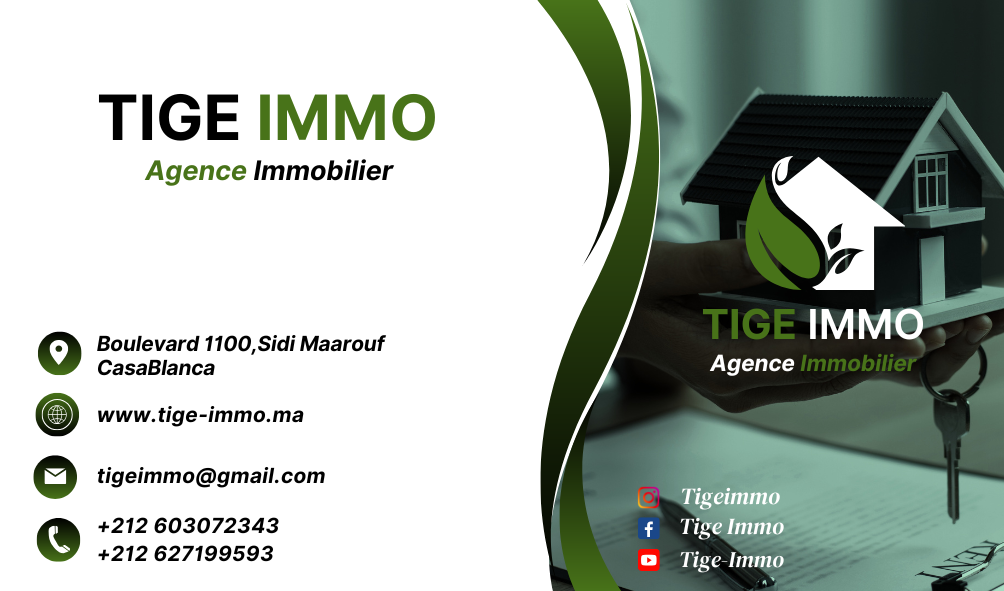 TIGE IMMO
Agence Immobilier
Boulevard 1100,Sidi Maarouf
CasaBlanca
www.tige-immo.ma
tigeimmo@gmail.com
+212 603072343
+212 627199593
TIGE IMMO
Agence Immobilier
Tigeimmo
Tige Immo
Tige-Immo